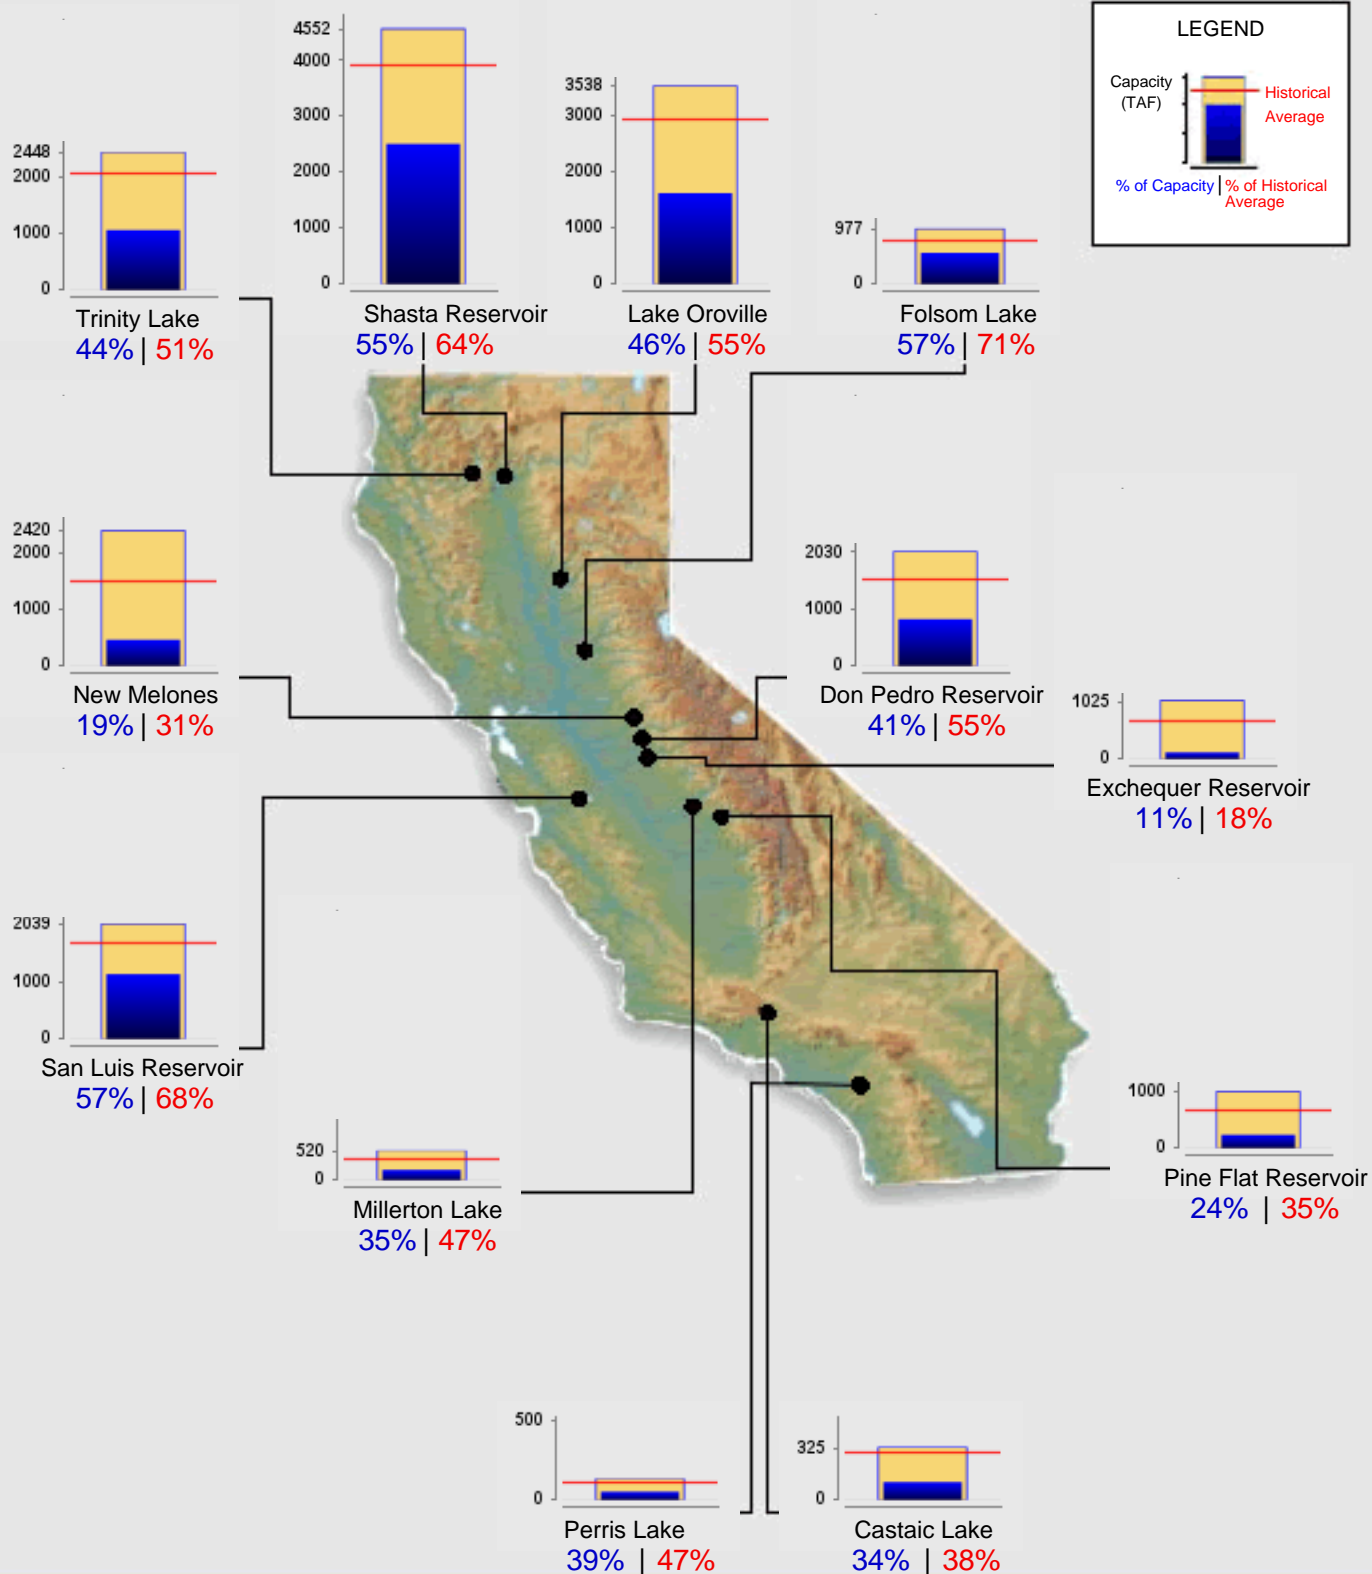 LEGEND
Capacity
(TAF)
Historical
Average
% of Capacity | % of Historical
Average
2448
2000
1000
0
Trinity Lake
44% | 51%
4552
4000
3000
2000
1000
0
Shasta Reservoir
55% | 64%
3538
3000
2000
1000
0
Lake Oroville
46% | 55%
977
0
Folsom Lake
57% | 71%
2420
2000
1000
0
New Melones
19% | 31%
2030
1000
0
Don Pedro Reservoir
41% | 55%
1025
0
Exchequer Reservoir
11% | 18%
2039
1000
0
San Luis Reservoir
57% | 68%
520
0
Millerton Lake
35% | 47%
1000
0
Pine Flat Reservoir
24% | 35%
500
0
Perris Lake
39% | 47%
325
0
Castaic Lake
34% | 38%